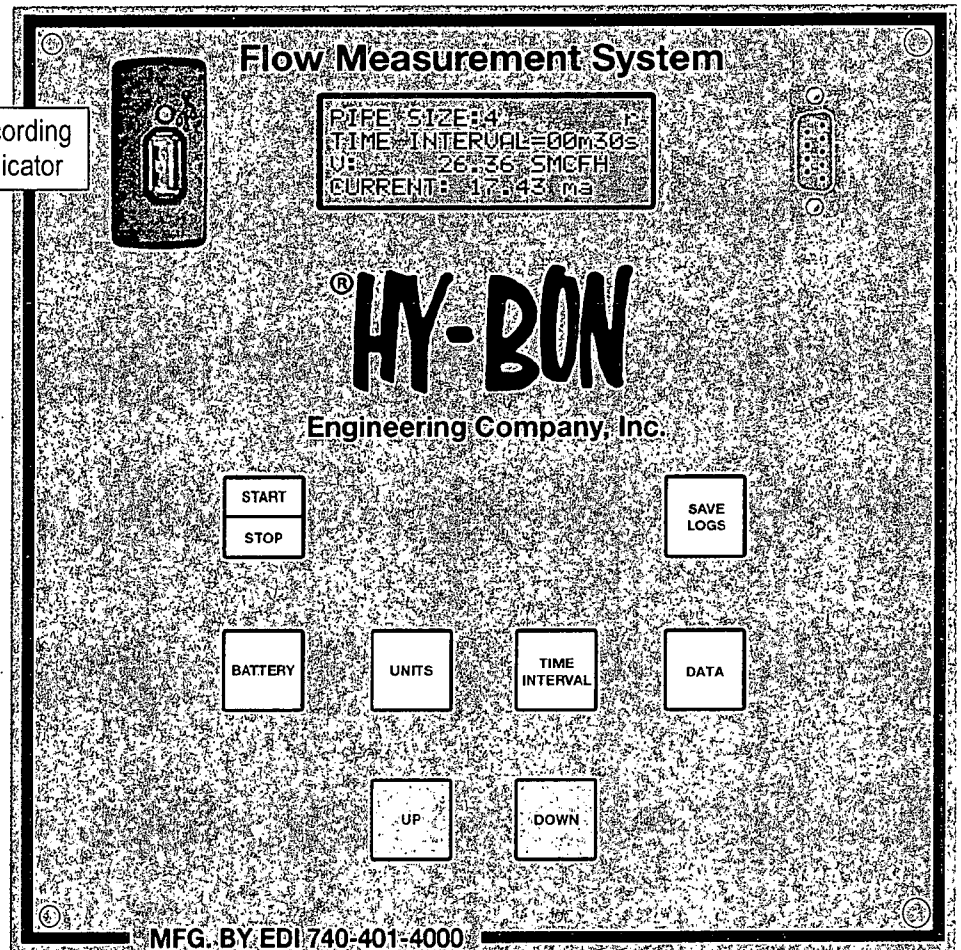 Flow Measurement System
cording
icator
PIPE SIZE:4 r
TIME INTERVAL=00m30s
V: 26.36 SMCFH
CURRENT: 17.43 ma
®HY-BON
Engineering Company, Inc.
START
STOP
SAVE
LOGS
BATTERY
UNITS
TIME
INTERVAL
DATA
UP
DOWN
MFG. BY EDI 740-401-4000